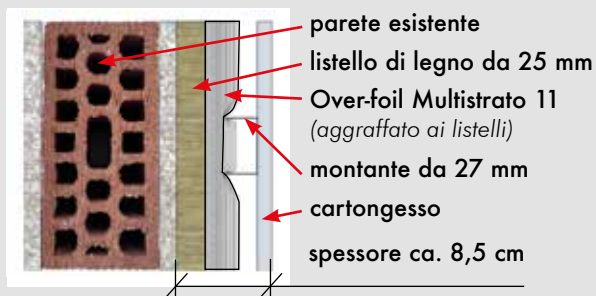 parete esistente
listello di legno da 25 mm
Over-foil Multistrato 11
(aggraffato ai listelli)
montante da 27 mm
cartongesso
spessore ca. 8,5 cm